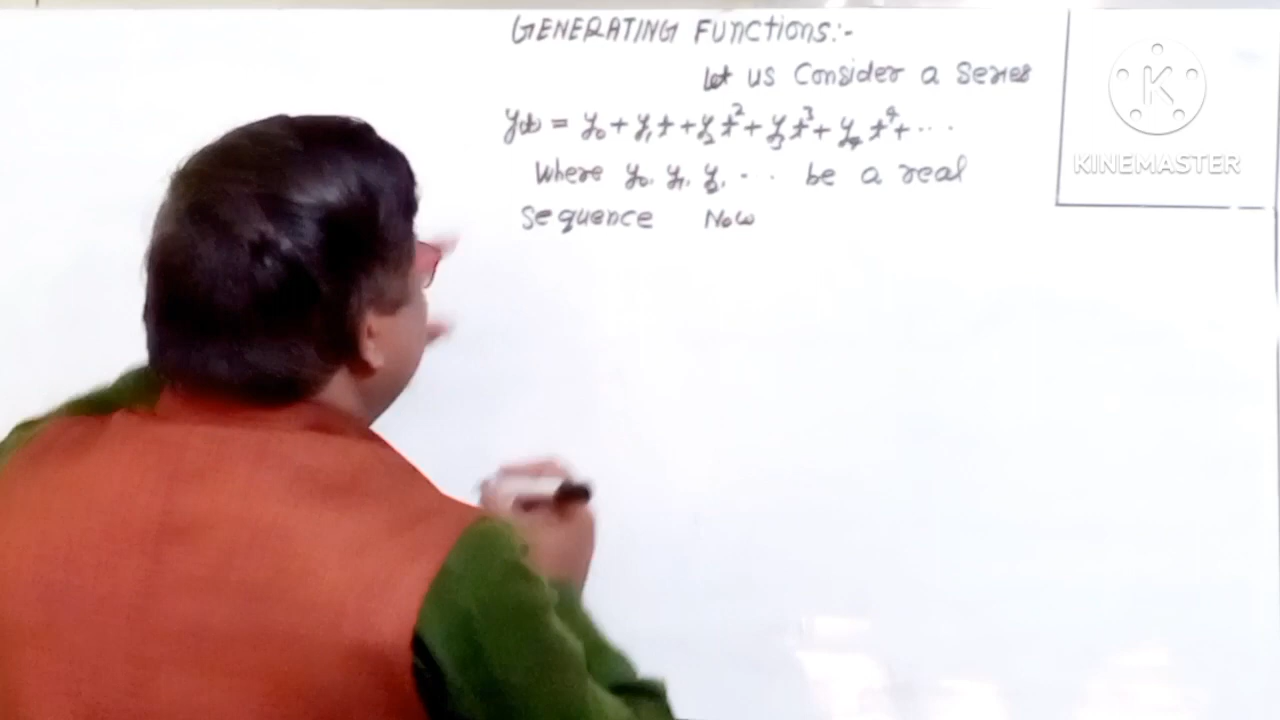 GENERATING FUNCTIONS:-
Let us Consider a series
y(t) = y₀ + y₁t + y₂t² + y₃t³ + y₄t⁴ + ...
Where y₀, y₁, y₂, ... be a real
sequence Now
K
KINEMASTER